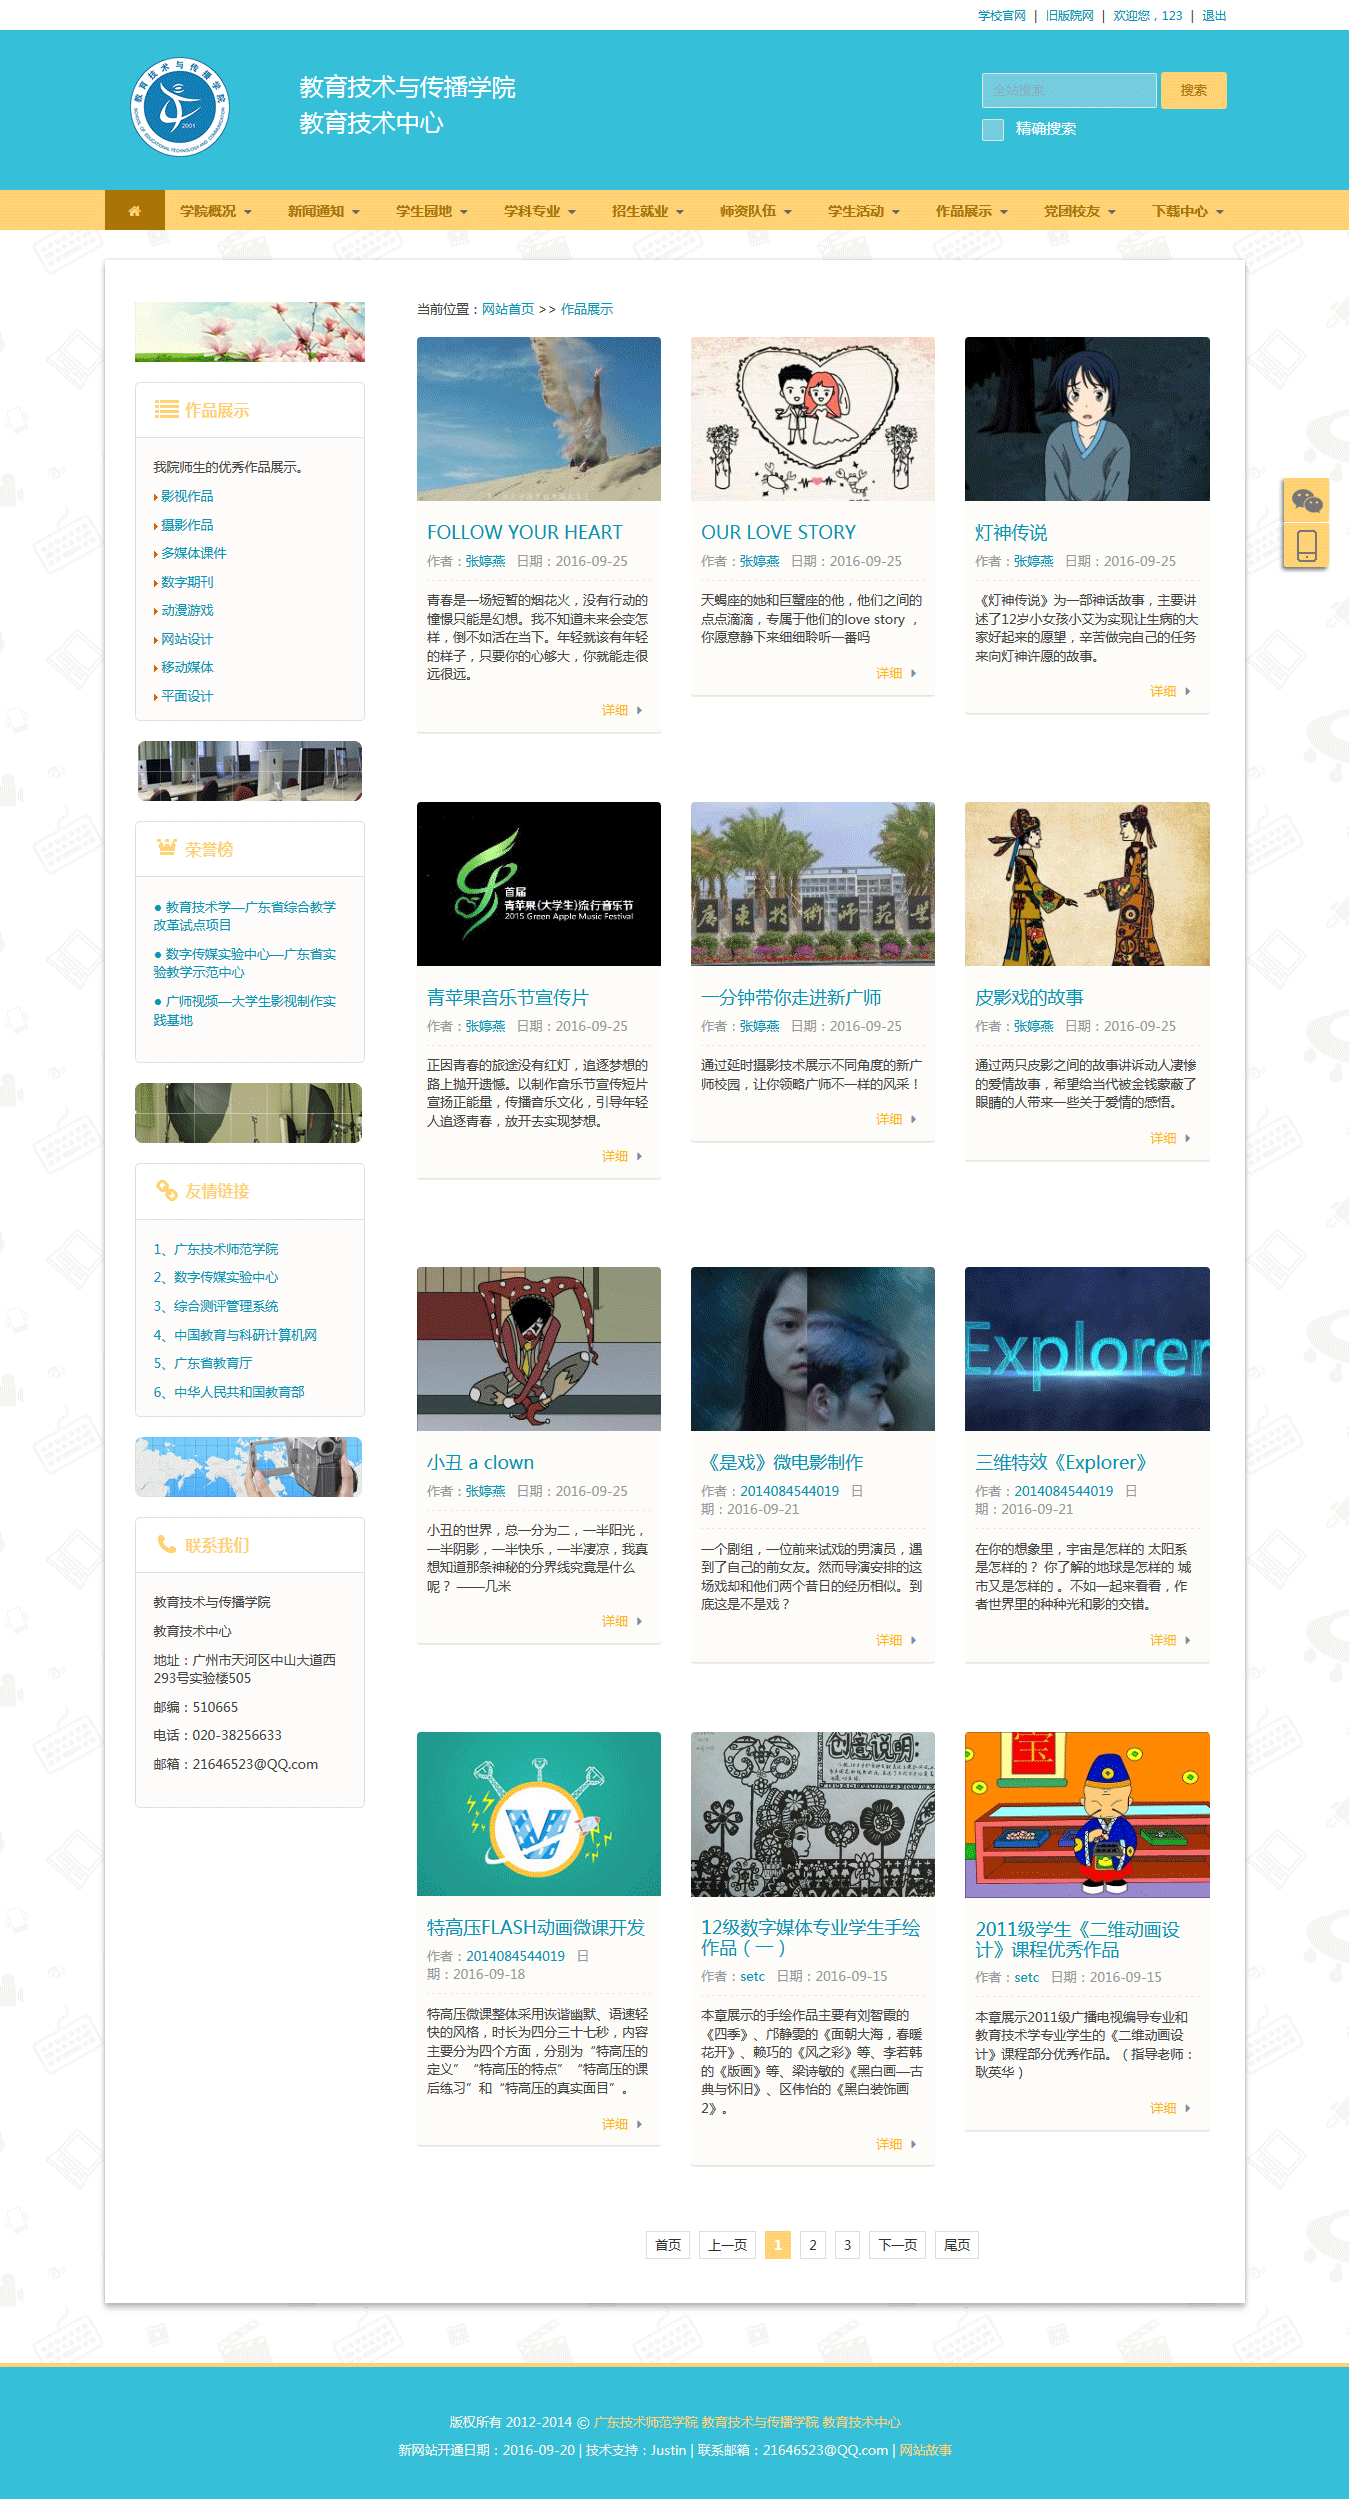 学校官网 | 旧版院网 | 欢迎您，123 | 退出
教育技术与传播学院
SCHOOL OF EDUCATIONAL TECHNOLOGY AND COMMUNICATION
2001
教育技术与传播学院
教育技术中心
全站搜索
搜索
精确搜索
学院概况 新闻通知 学生园地 学科专业 招生就业 师资队伍 学生活动 作品展示 党团校友 下载中心
当前位置：网站首页 >> 作品展示
作品展示
我院师生的优秀作品展示。
影视作品
摄影作品
多媒体课件
数字期刊
动漫游戏
网站设计
移动媒体
平面设计
荣誉榜
● 教育技术学—广东省综合教学
改革试点项目
● 数字传媒实验中心—广东省实
验教学示范中心
● 广师视频—大学生影视制作实
践基地
友情链接
1、广东技术师范学院
2、数字传媒实验中心
3、综合测评管理系统
4、中国教育与科研计算机网
5、广东省教育厅
6、中华人民共和国教育部
联系我们
教育技术与传播学院
教育技术中心
地址：广州市天河区中山大道西
293号实验楼505
邮编：510665
电话：020-38256633
邮箱：21646523@QQ.com
FOLLOW YOUR HEART
作者：张婷燕 日期：2016-09-25
青春是一场短暂的烟花火，没有行动的
憧憬只能是幻想。我不知道未来会变怎
样，倒不如活在当下。年轻就该有年轻
的样子，只要你的心够大，你就能走很
远很远。
详细
OUR LOVE STORY
作者：张婷燕 日期：2016-09-25
天蝎座的她和巨蟹座的他，他们之间的
点点滴滴，专属于他们的love story ，
你愿意静下来细细聆听一番吗
详细
灯神传说
作者：张婷燕 日期：2016-09-25
《灯神传说》为一部神话故事，主要讲
述了12岁小女孩小艾为实现让生病的大
家好起来的愿望，辛苦做完自己的任务
来向灯神许愿的故事。
详细
首届
青苹果(大学生)流行音乐节
2015 Green Apple Music Festival
青苹果音乐节宣传片
作者：张婷燕 日期：2016-09-25
正因青春的旅途没有红灯，追逐梦想的
路上抛开遗憾。以制作音乐节宣传短片
宣扬正能量，传播音乐文化，引导年轻
人追逐青春，放开去实现梦想。
详细
广东技术师范学
一分钟带你走进新广师
作者：张婷燕 日期：2016-09-25
通过延时摄影技术展示不同角度的新广
师校园，让你领略广师不一样的风采！
详细
皮影戏的故事
作者：张婷燕 日期：2016-09-25
通过两只皮影之间的故事讲诉动人凄惨
的爱情故事，希望给当代被金钱蒙蔽了
眼睛的人带来一些关于爱情的感悟。
详细
小丑 a clown
作者：张婷燕 日期：2016-09-25
小丑的世界，总一分为二，一半阳光，
一半阴影，一半快乐，一半凄凉，我真
想知道那条神秘的分界线究竟是什么
呢？ ——几米
详细
《是戏》微电影制作
作者：2014084544019 日
期：2016-09-21
一个剧组，一位前来试戏的男演员，遇
到了自己的前女友。然而导演安排的这
场戏却和他们两个昔日的经历相似。到
底这是不是戏？
详细
Explorer
三维特效《Explorer》
作者：2014084544019 日
期：2016-09-21
在你的想象里，宇宙是怎样的 太阳系
是怎样的？ 你了解的地球是怎样的 城
市又是怎样的 。不如一起来看看，作
者世界里的种种光和影的交错。
详细
特高压FLASH动画微课开发
作者：2014084544019 日
期：2016-09-18
特高压微课整体采用诙谐幽默、语速轻
快的风格，时长为四分三十七秒，内容
主要分为四个方面，分别为“特高压的
定义”“特高压的特点”“特高压的课
后练习”和“特高压的真实面目”。
详细
创意说明:
12级数字媒体专业学生手绘
作品（一）
作者：setc 日期：2016-09-15
本章展示的手绘作品主要有刘智霞的
《四季》、邝静雯的《面朝大海，春暖
花开》、赖巧的《风之彩》等、李若韩
的《版画》等、梁诗敏的《黑白画—古
典与怀旧》、区伟怡的《黑白装饰画
2》。
详细
宝
2011级学生《二维动画设
计》课程优秀作品
作者：setc 日期：2016-09-15
本章展示2011级广播电视编导专业和
教育技术学专业学生的《二维动画设
计》课程部分优秀作品。（指导老师：
耿英华）
详细
首页 上一页 1 2 3 下一页 尾页
版权所有 2012-2014 © 广东技术师范学院 教育技术与传播学院 教育技术中心
新网站开通日期：2016-09-20 | 技术支持：Justin | 联系邮箱：21646523@QQ.com | 网站故事